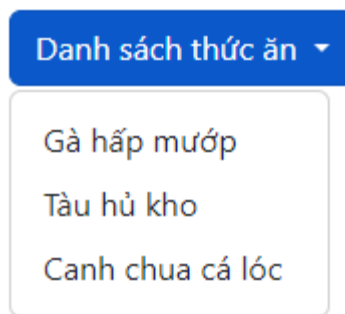 Danh sách thức ăn
Gà hấp mướp
Tàu hủ kho
Canh chua cá lóc